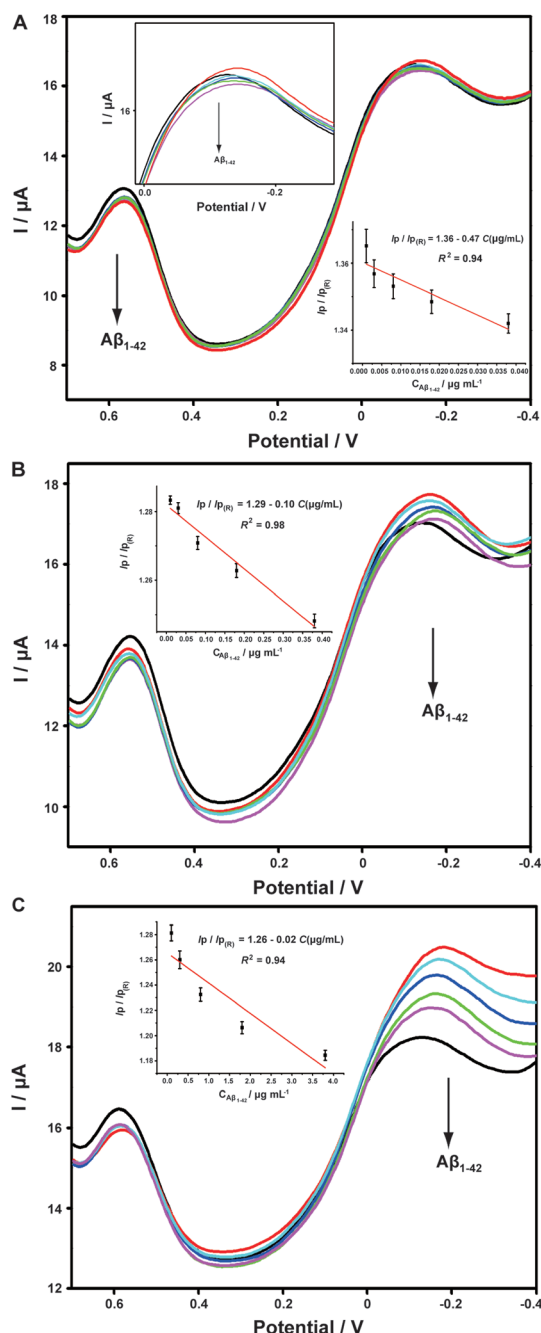 A
18
16
14
12
10
8
I / µA
0.6
0.4
0.2
0
-0.2
-0.4
Potential / V
Aβ1-42
I / µA
16
0.0
-0.2
Potential / V
Aβ1-42
Ip / Ip(R) = 1.36 - 0.47 C(µg/mL)
R² = 0.94
Ip / Ip(R)
1.36
1.34
0.000 0.005 0.010 0.015 0.020 0.025 0.030 0.035 0.040
CAβ1-42 / µg mL-1
B
18
16
14
12
10
I / µA
0.6
0.4
0.2
0
-0.2
-0.4
Potential / V
Aβ1-42
Ip / Ip(R) = 1.29 - 0.10 C(µg/mL)
R² = 0.98
Ip / Ip(R)
1.28
1.26
0.00 0.05 0.10 0.15 0.20 0.25 0.30 0.35 0.40
CAβ1-42 / µg mL-1
C
20
18
16
14
12
I / µA
0.6
0.4
0.2
0
-0.2
-0.4
Potential / V
Aβ1-42
Ip / Ip(R) = 1.26 - 0.02 C(µg/mL)
R² = 0.94
Ip / Ip(R)
1.28
1.26
1.24
1.22
1.20
1.18
0.0 0.5 1.0 1.5 2.0 2.5 3.0 3.5 4.0
CAβ1-42 / µg mL-1